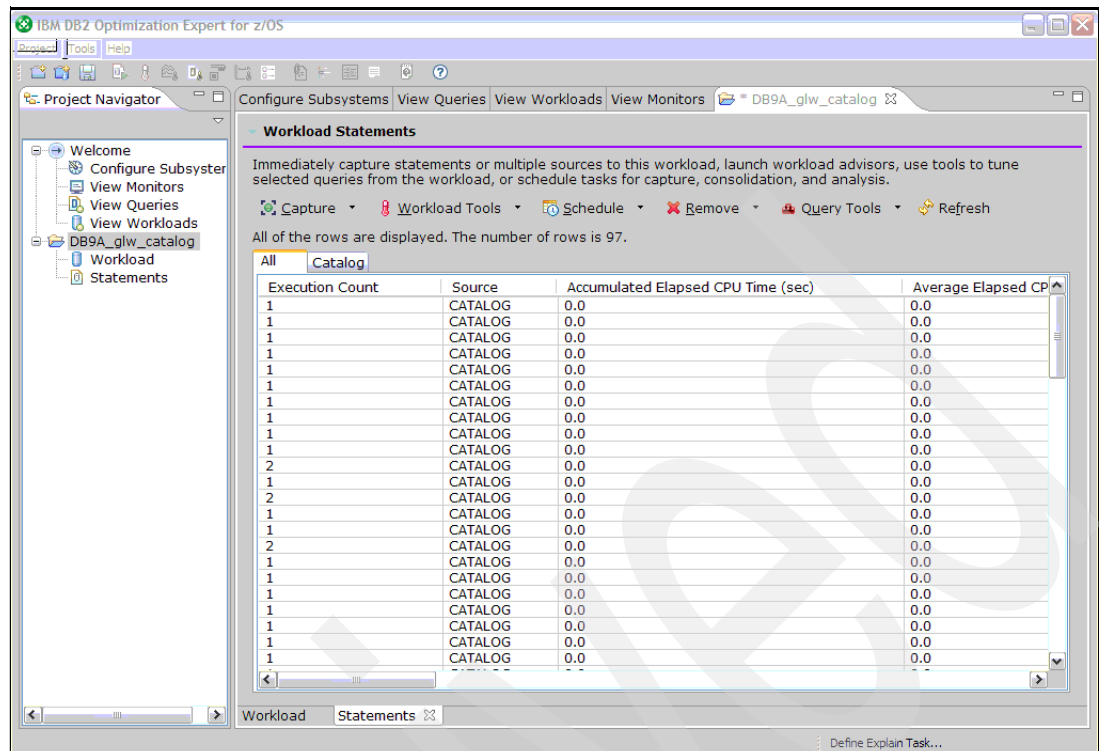 IBM DB2 Optimization Expert for z/OS
Project Tools Help
Project Navigator
Configure Subsystems View Queries View Workloads View Monitors * DB9A_glw_catalog
Welcome
Configure Subsyster
View Monitors
View Queries
View Workloads
DB9A_glw_catalog
Workload
Statements
Workload Statements
Immediately capture statements or multiple sources to this workload, launch workload advisors, use tools to tune
selected queries from the workload, or schedule tasks for capture, consolidation, and analysis.
Capture Workload Tools Schedule Remove Query Tools Refresh
All of the rows are displayed. The number of rows is 97.
All Catalog
Execution Count Source Accumulated Elapsed CPU Time (sec) Average Elapsed CP
1 CATALOG 0.0 0.0
1 CATALOG 0.0 0.0
1 CATALOG 0.0 0.0
1 CATALOG 0.0 0.0
1 CATALOG 0.0 0.0
1 CATALOG 0.0 0.0
1 CATALOG 0.0 0.0
1 CATALOG 0.0 0.0
1 CATALOG 0.0 0.0
1 CATALOG 0.0 0.0
2 CATALOG 0.0 0.0
1 CATALOG 0.0 0.0
2 CATALOG 0.0 0.0
1 CATALOG 0.0 0.0
1 CATALOG 0.0 0.0
2 CATALOG 0.0 0.0
1 CATALOG 0.0 0.0
1 CATALOG 0.0 0.0
1 CATALOG 0.0 0.0
1 CATALOG 0.0 0.0
1 CATALOG 0.0 0.0
1 CATALOG 0.0 0.0
1 CATALOG 0.0 0.0
Workload Statements
Define Explain Task...